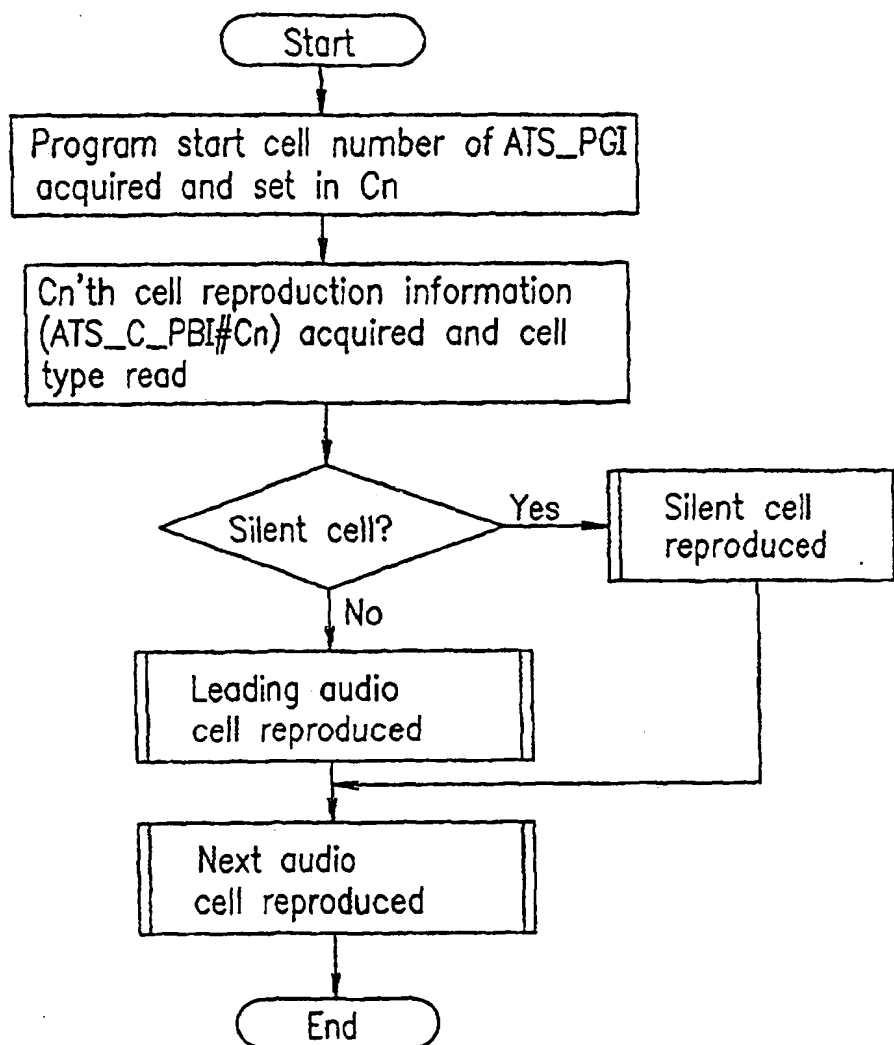 Start
Program start cell number of ATS_PGI
acquired and set in Cn
Cn'th cell reproduction information
(ATS_C_PBI#Cn) acquired and cell
type read
Silent cell?
Yes
Silent cell
reproduced
No
Leading audio
cell reproduced
Next audio
cell reproduced
End